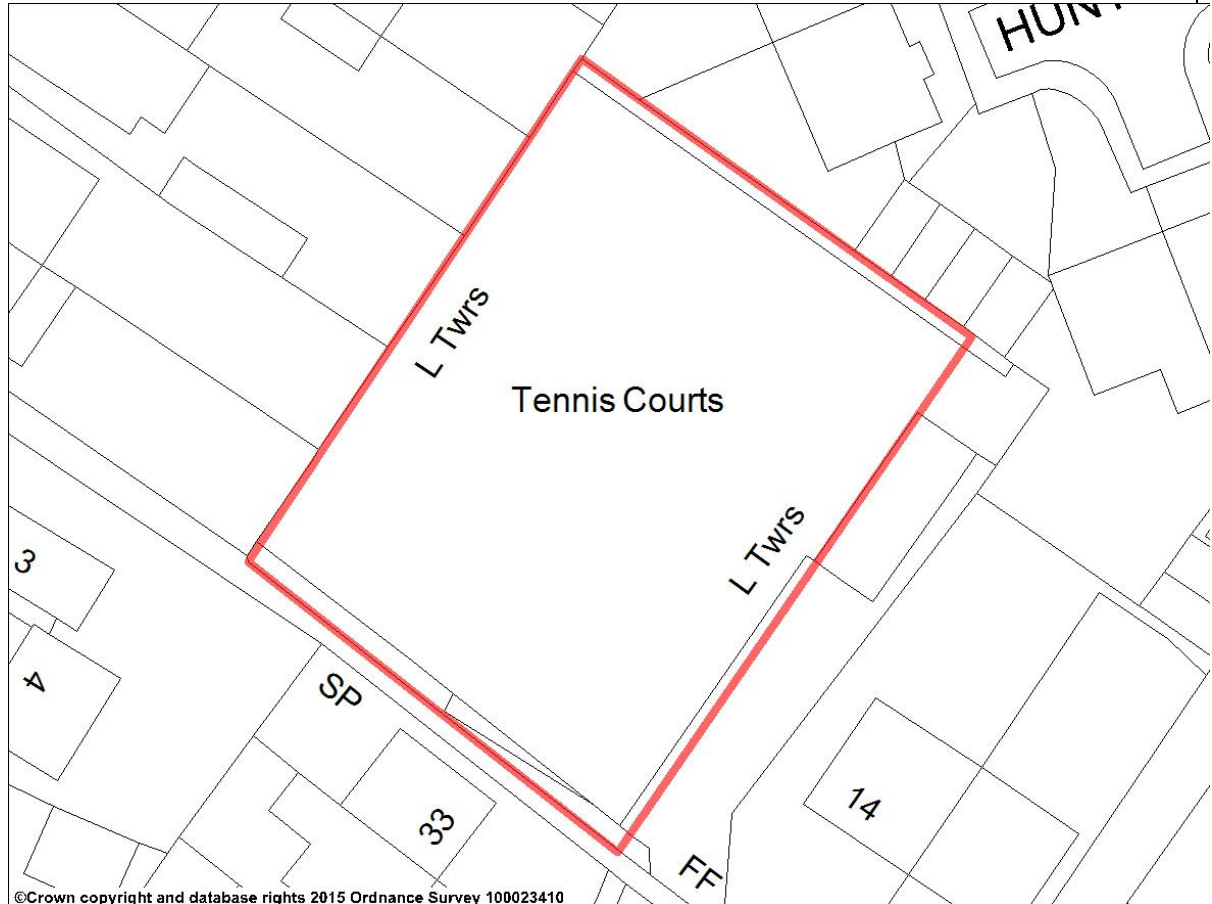 HUNT
L Twrs
Tennis Courts
L Twrs
3
4
SP
33
14
FF
©Crown copyright and database rights 2015 Ordnance Survey 100023410